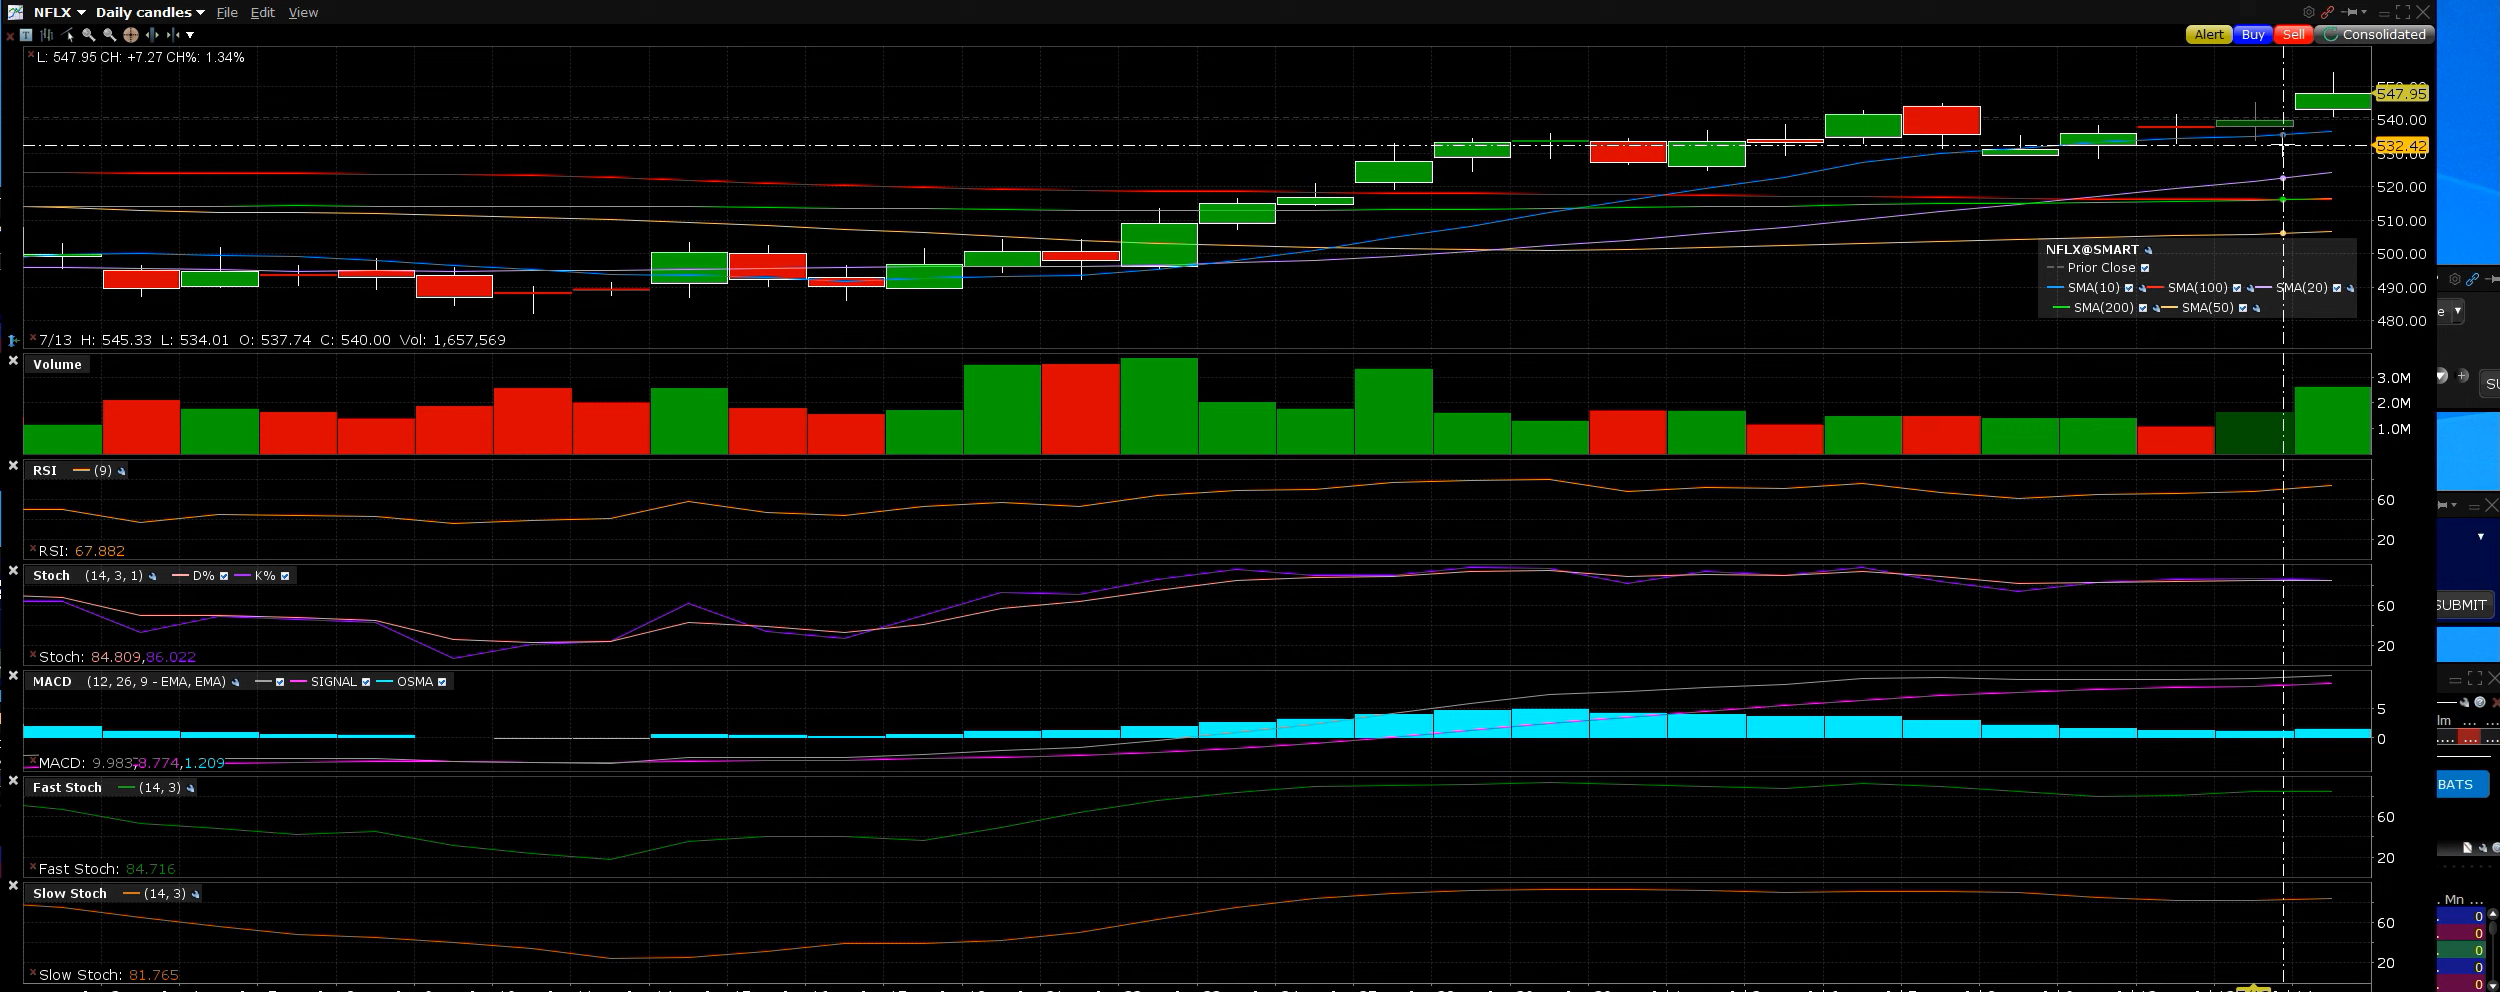 NFLX Daily candles File Edit View
T Alert Buy Sell Consolidated
L: 547.95 CH: +7.27 CH%: 1.34%
547.95
540.00
532.42
520.00
510.00
500.00
490.00
480.00
NFLX@SMART
Prior Close
SMA(10) SMA(100) SMA(20)
SMA(200) SMA(50)
7/13 H: 545.33 L: 534.01 O: 537.74 C: 540.00 Vol: 1,657,569
Volume
3.0M
2.0M
1.0M
RSI (9)
60
20
RSI: 67.882
Stoch (14, 3, 1) D% K%
60
20
Stoch: 84.809,86.022
MACD (12, 26, 9 - EMA, EMA) SIGNAL OSMA
5
0
MACD: 9.983,8.774,1.209
Fast Stoch (14, 3)
60
20
Fast Stoch: 84.716
Slow Stoch (14, 3)
60
20
Slow Stoch: 81.765
SUBMIT
BATS
Mn ...
0
0
0
0
0